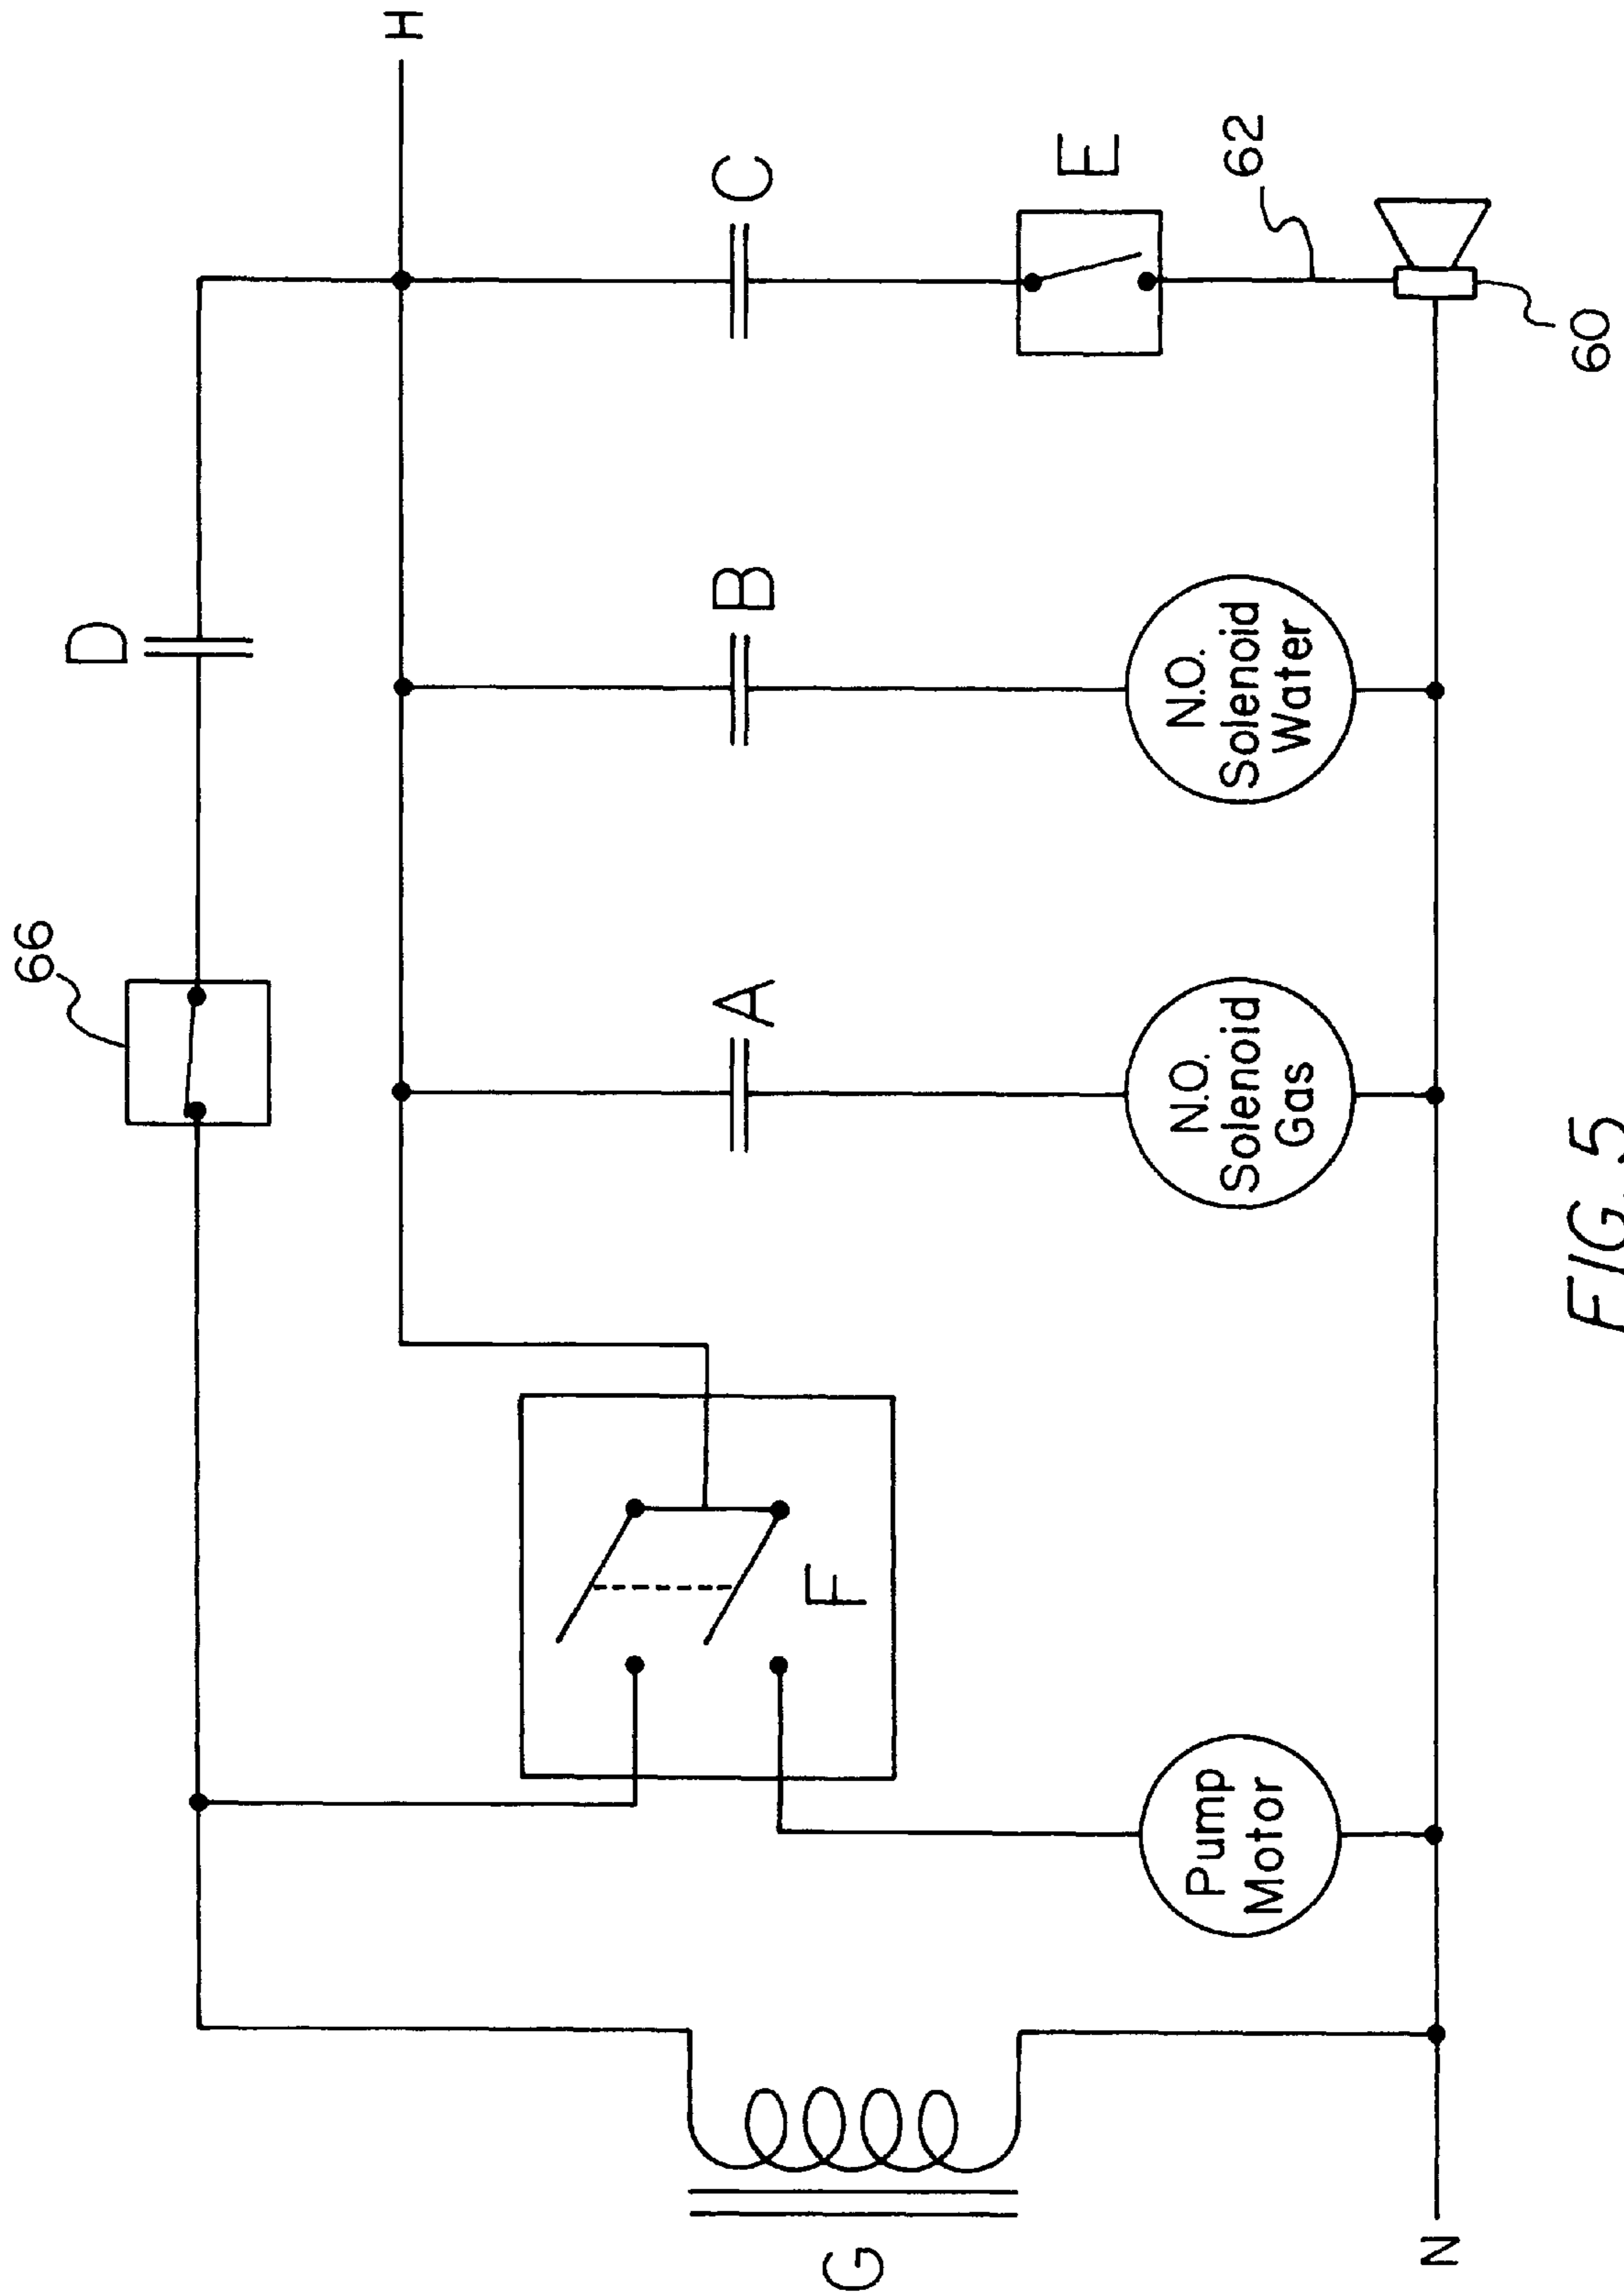 H
D
66
C
E
62
60
B
N.O.
Solenoid
Water
A
N.O.
Solenoid
Gas
F
Pump
Motor
G
N
FIG. 5